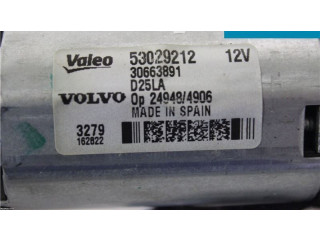 Valeo 53029212 12V
30663891
D25LA
VOLVO Op 24948/4906
MADE IN SPAIN
3279
162822